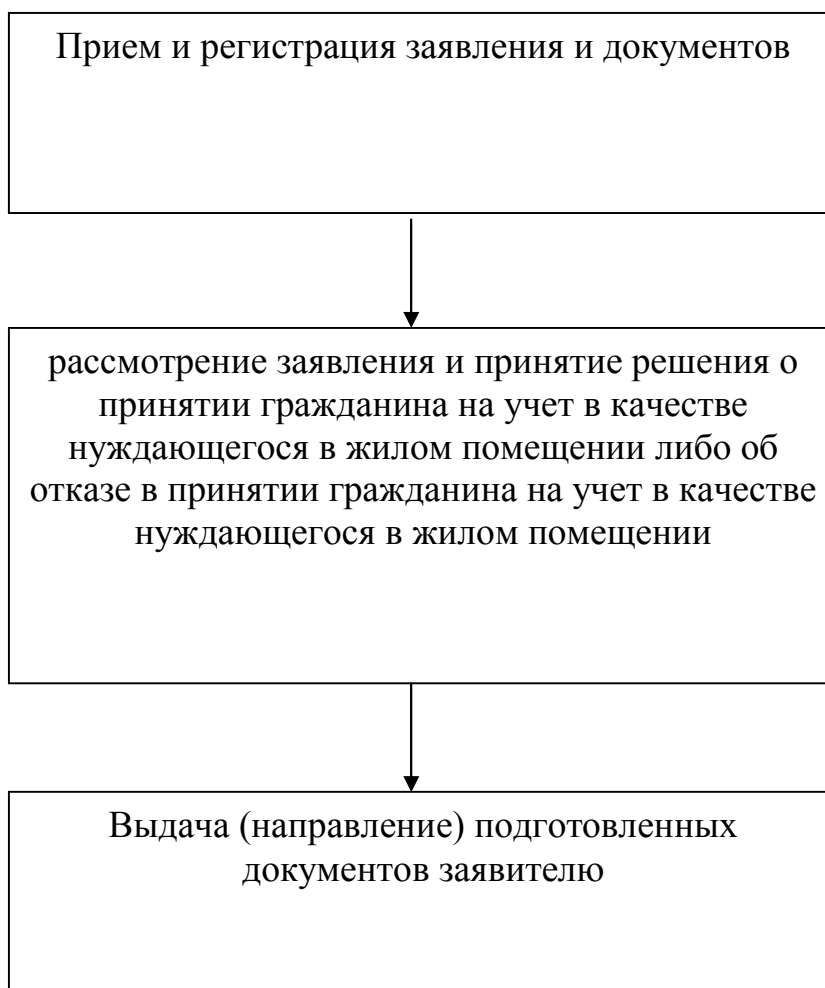 Прием и регистрация заявления и документов
рассмотрение заявления и принятие решения о
принятии гражданина на учет в качестве
нуждающегося в жилом помещении либо об
отказе в принятии гражданина на учет в качестве
нуждающегося в жилом помещении
Выдача (направление) подготовленных
документов заявителю